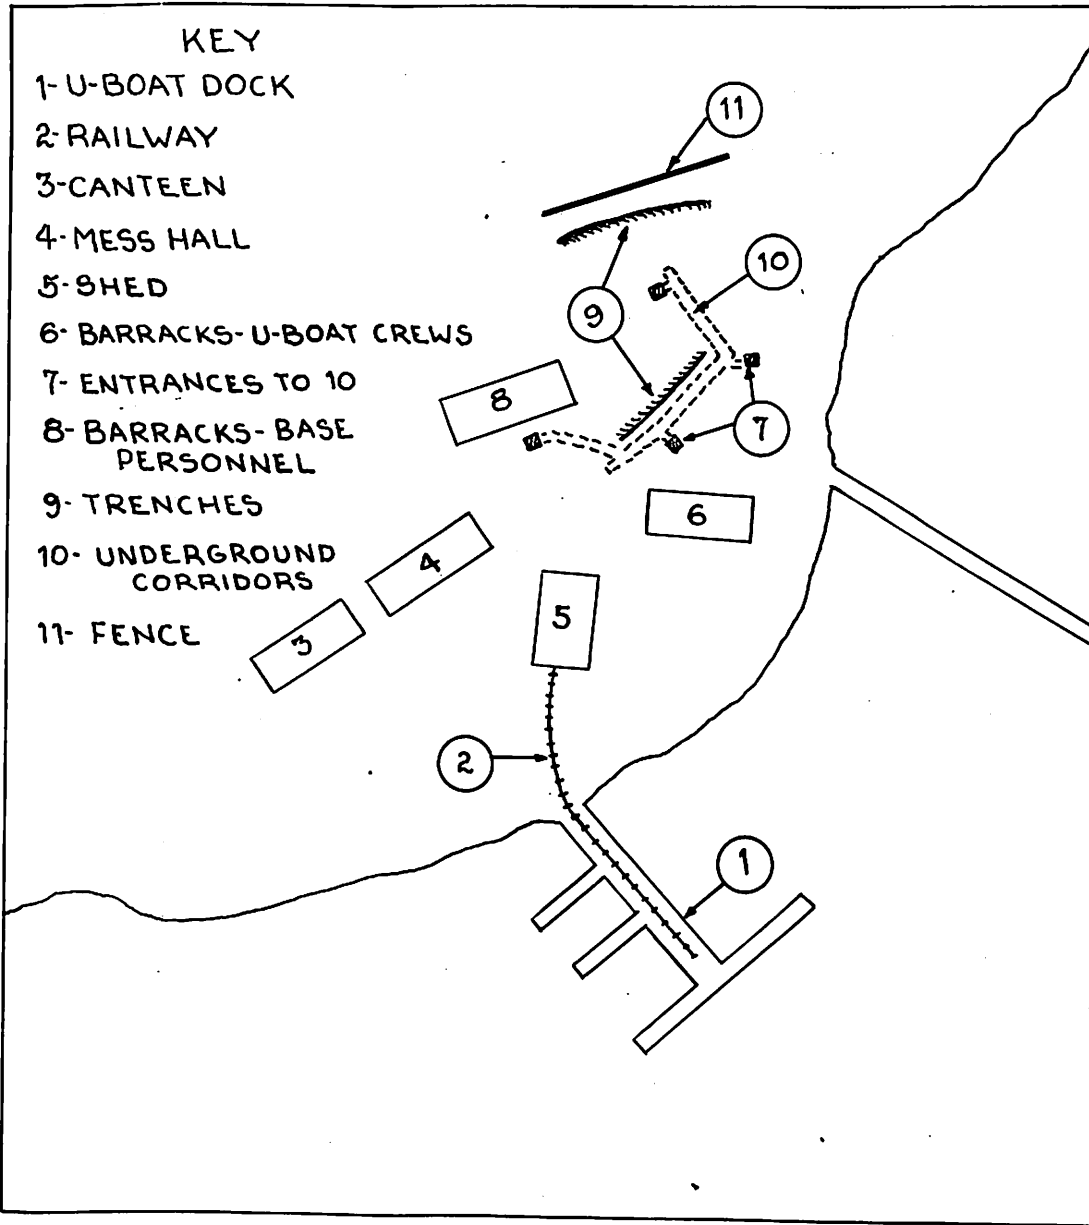 KEY
1- U-BOAT DOCK
2- RAILWAY
3- CANTEEN
4- MESS HALL
5- SHED
6- BARRACKS- U-BOAT CREWS
7- ENTRANCES TO 10
8- BARRACKS- BASE
PERSONNEL
9- TRENCHES
10- UNDERGROUND
CORRIDORS
11- FENCE
11
10
9
8
7
6
4
5
3
2
1